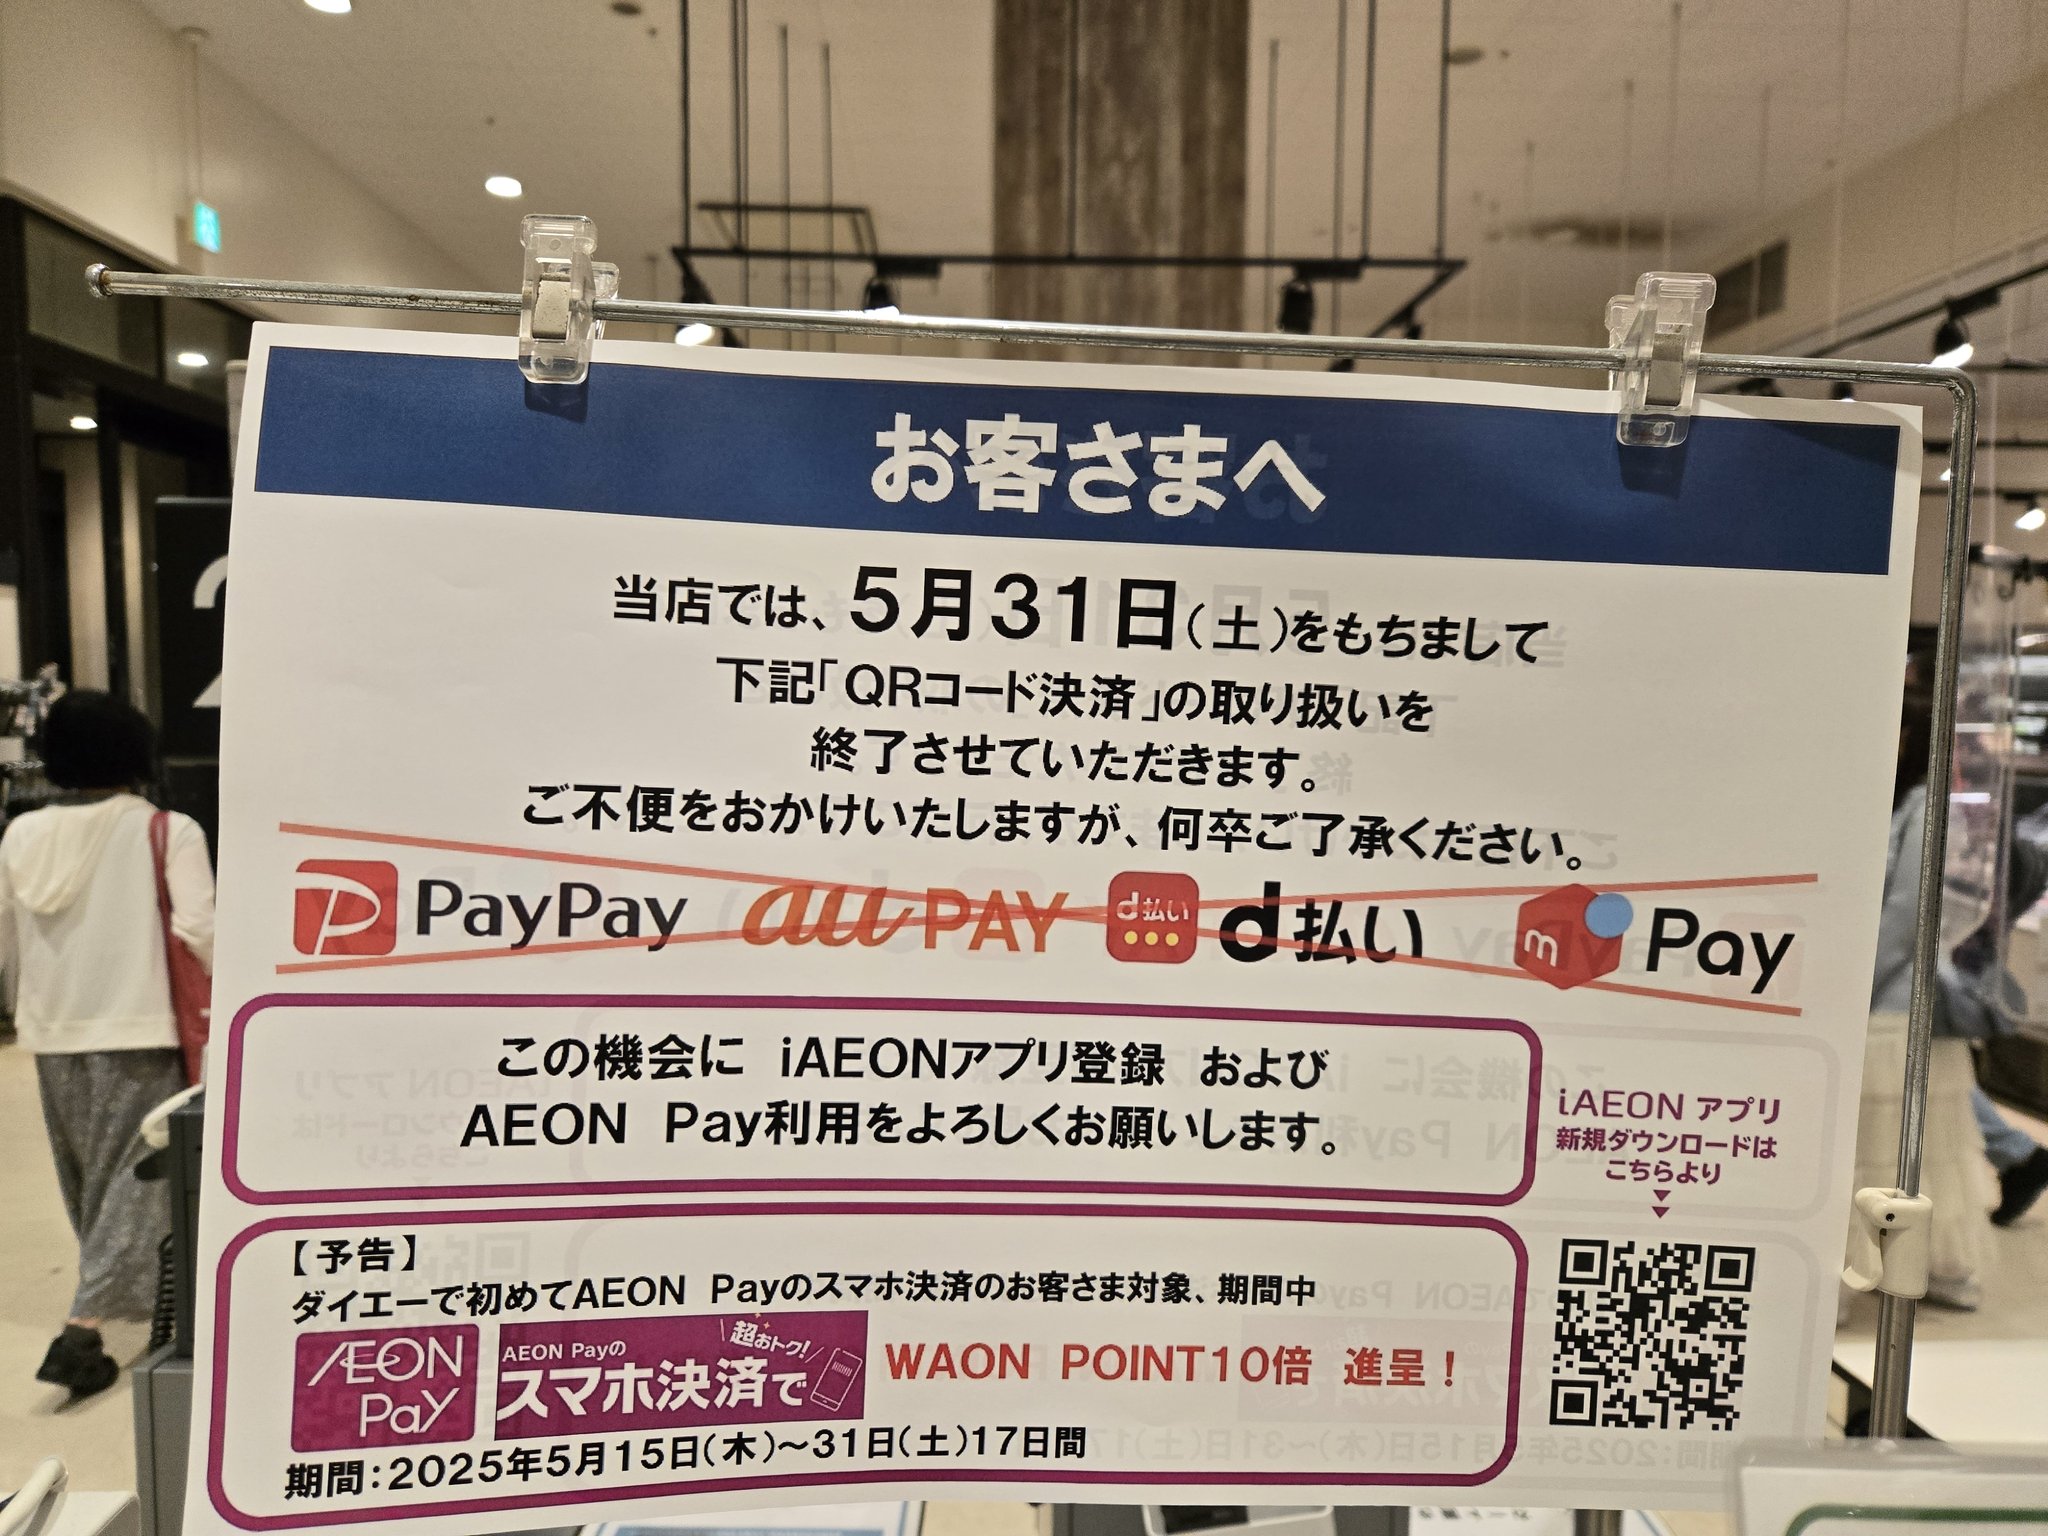 お客さまへ
当店では、5月31日(土)をもちまして
下記「QRコード決済」の取り扱いを
終了させていただきます。
ご不便をおかけいたしますが、何卒ご了承ください。
PayPay au PAY d払い d払い m Pay
この機会に iAEONアプリ登録 および
AEON Pay利用をよろしくお願いします。
iAEON アプリ
新規ダウンロードは
こちらより
【予告】
ダイエーで初めてAEON Payのスマホ決済のお客さま対象、期間中
AEON
Pay
AEON Payの
超おトク!
スマホ決済で
WAON POINT10倍 進呈!
期間:2025年5月15日(木)~31日(土)17日間
2